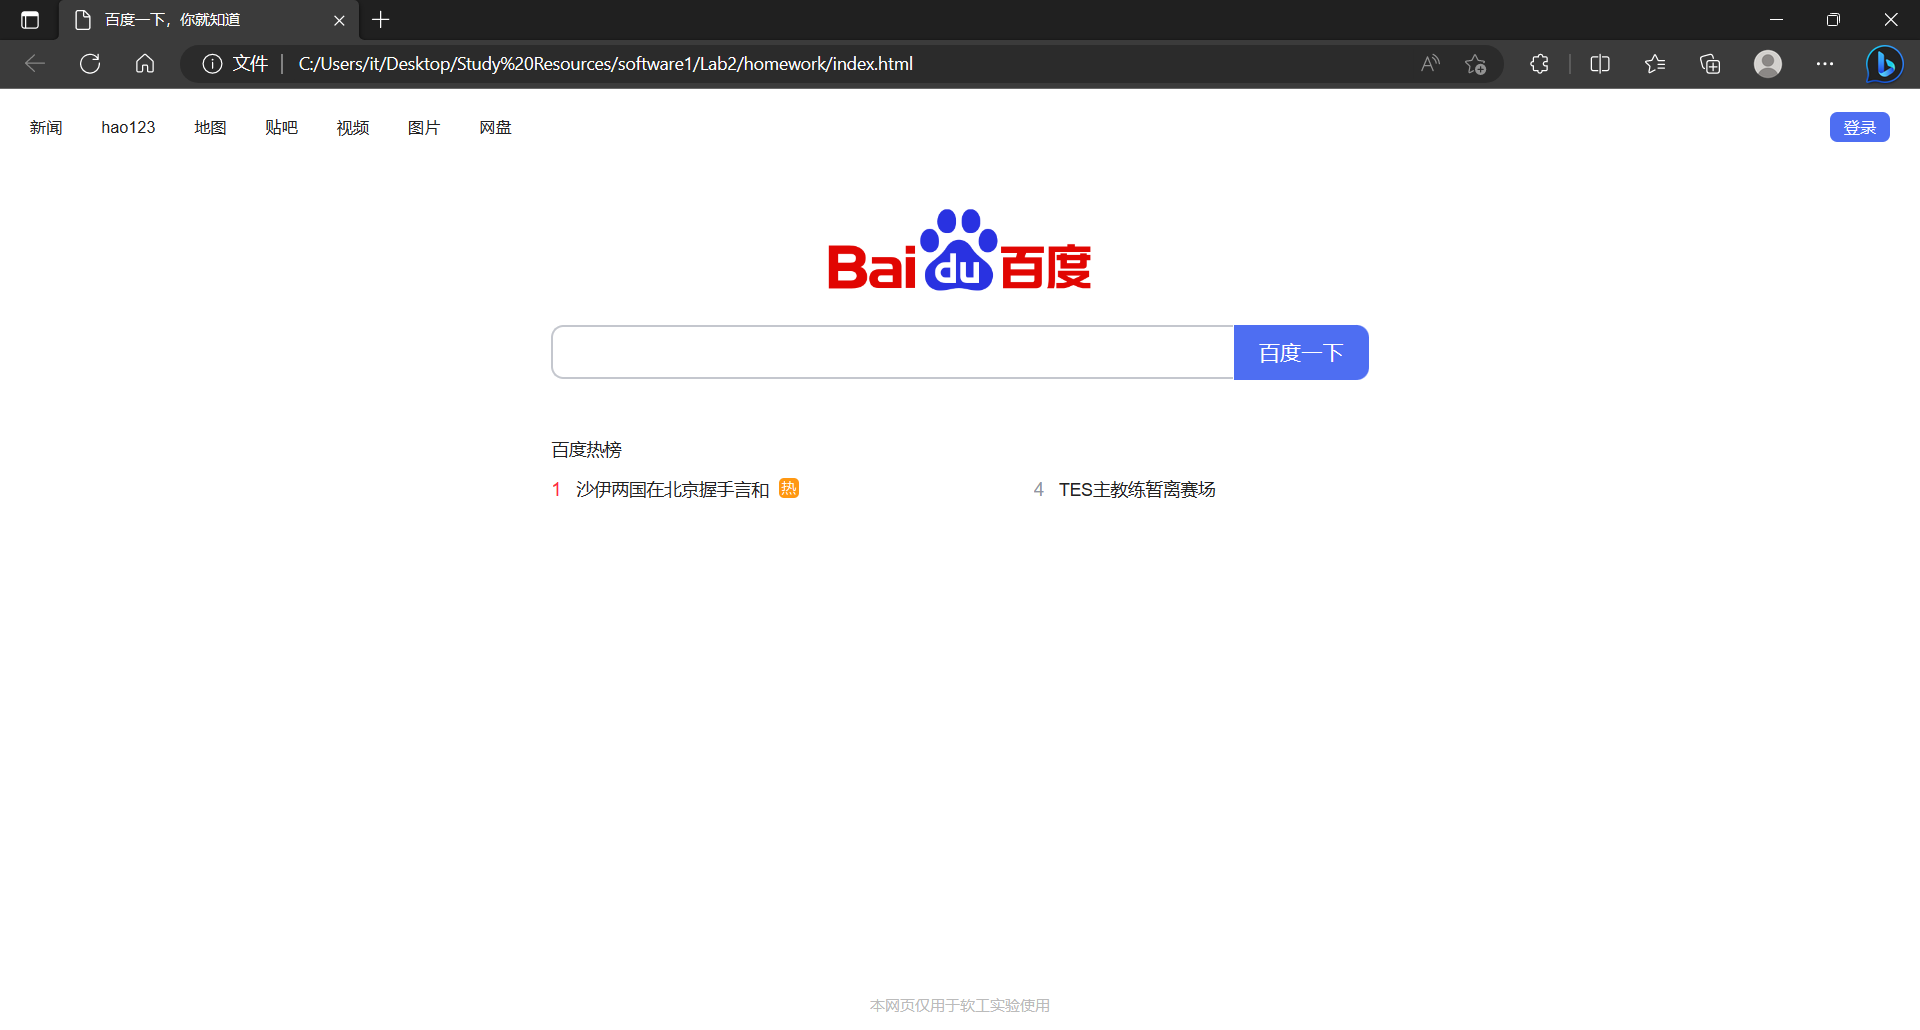 百度一下，你就知道
文件 C:/Users/it/Desktop/Study%20Resources/software1/Lab2/homework/index.html
新闻 hao123 地图 贴吧 视频 图片 网盘 登录
Bai du 百度
百度一下
百度热榜
1 沙伊两国在北京握手言和 热 4 TES主教练暂离赛场
本网页仅用于软工实验使用